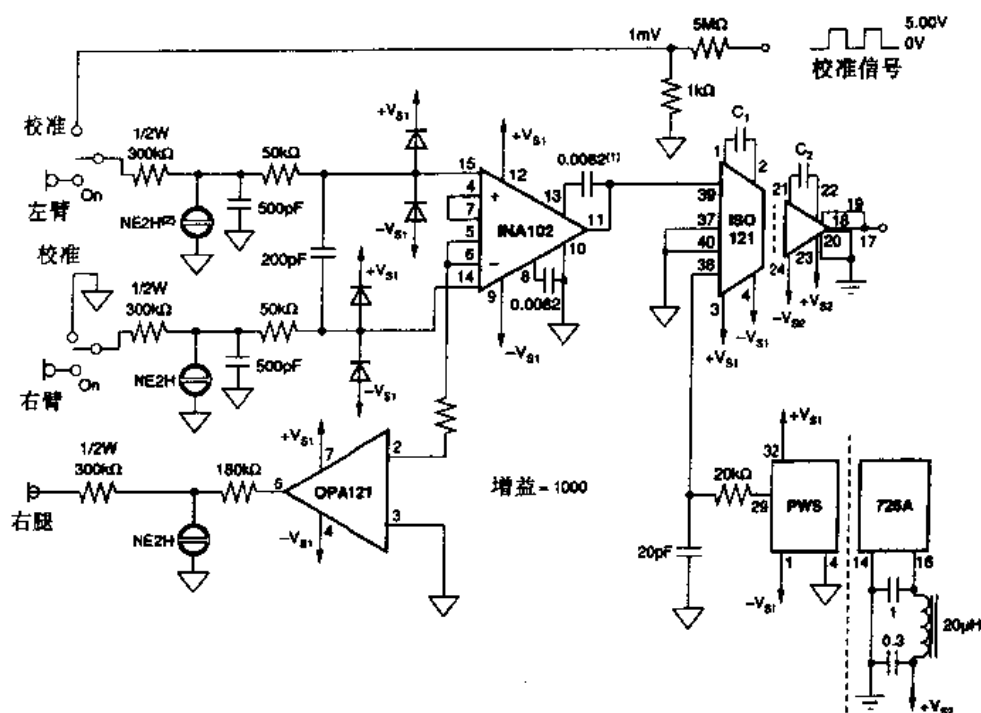 1mV
5MΩ
5.00V
0V
校准信号
1kΩ
校准
1/2W
300kΩ
50kΩ
On
左臂
NE2H
500pF
200pF
+VS1
-VS1
15
4
7
5
6
14
+
-
INA102
12
+VS1
13
0.0082(1)
11
10
8
0.0082
9
-VS1
C1
1
2
39
37
40
38
ISO
121
3
4
+VS1
-VS1
C2
21
22
19
18
20
17
23
24
-VS2
+VS2
校准
1/2W
300kΩ
50kΩ
On
右臂
NE2H
500pF
+VS1
-VS1
1/2W
300kΩ
180kΩ
右腿
NE2H
+VS1
7
6
OPA121
2
3
4
-VS1
增益 = 1000
20kΩ
20pF
+VS1
32
29
PWS
1
4
-VS1
726A
14
16
1
20μH
0.3
+VS2